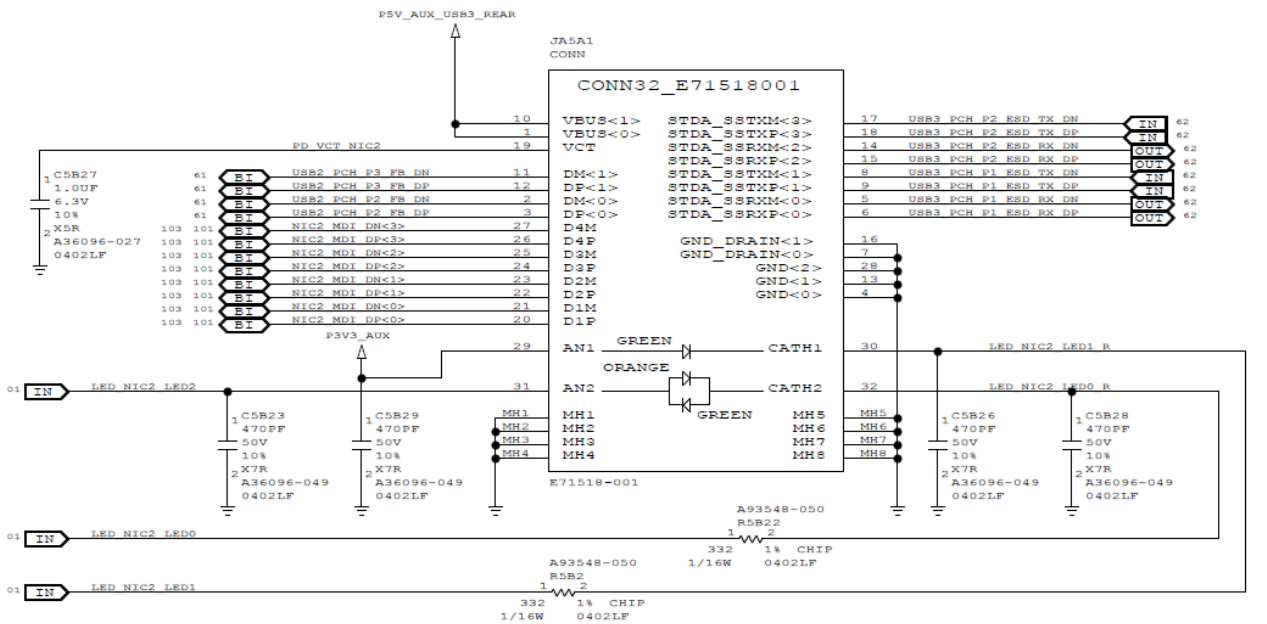 P5V_AUX_USB3_REAR
JA5A1
CONN
CONN32_E71518001
10 VBUS<1> STDA_SSTXM<3> 17 USB3_PCH_P2_ESD_TX_DN IN 62
1 VBUS<0> STDA_SSTXP<3> 18 USB3_PCH_P2_ESD_TX_DP IN 62
PD_VCT_NIC2 19 VCT STDA_SSRXM<2> 14 USB3_PCH_P2_ESD_RX_DN OUT 62
STDA_SSRXP<2> 15 USB3_PCH_P2_ESD_RX_DP OUT 62
61 BI USB2_PCH_P3_FB_DN 11 DM<1> STDA_SSTXM<1> 8 USB3_PCH_P1_ESD_TX_DN IN 62
61 BI USB2_PCH_P3_FB_DP 12 DP<1> STDA_SSTXP<1> 9 USB3_PCH_P1_ESD_TX_DP IN 62
61 BI USB2_PCH_P2_FB_DN 2 DM<0> STDA_SSRXM<0> 5 USB3_PCH_P1_ESD_RX_DN OUT 62
61 BI USB2_PCH_P2_FB_DP 3 DP<0> STDA_SSRXP<0> 6 USB3_PCH_P1_ESD_RX_DP OUT 62
1 C5B27
1.0UF
6.3V
10%
2 X5R
A36096-027
0402LF
103 101 BI NIC2_MDI_DN<3> 27 D4M
103 101 BI NIC2_MDI_DP<3> 26 D4P GND_DRAIN<1> 16
103 101 BI NIC2_MDI_DN<2> 25 D3M GND_DRAIN<0> 7
103 101 BI NIC2_MDI_DP<2> 24 D3P GND<2> 28
103 101 BI NIC2_MDI_DN<1> 23 D2M GND<1> 13
103 101 BI NIC2_MDI_DP<1> 22 D2P GND<0> 4
103 101 BI NIC2_MDI_DN<0> 21 D1M
103 101 BI NIC2_MDI_DP<0> 20 D1P
P3V3_AUX
29 AN1 GREEN CATH1 30 LED_NIC2_LED1_R
ORANGE
01 IN LED_NIC2_LED2 31 AN2 CATH2 32 LED_NIC2_LED0_R
GREEN
MH1 MH1 MH5 MH5
MH2 MH2 MH6 MH6
MH3 MH3 MH7 MH7
MH4 MH4 MH8 MH8
1 C5B23
470PF
50V
10%
2 X7R
A36096-049
0402LF
1 C5B29
470PF
50V
10%
2 X7R
A36096-049
0402LF
1 C5B26
470PF
50V
10%
2 X7R
A36096-049
0402LF
1 C5B28
470PF
50V
10%
2 X7R
A36096-049
0402LF
E71518-001
A93548-050
R5B22
01 IN LED_NIC2_LED0 1 2
332 1% CHIP
1/16W 0402LF
A93548-050
R5B2
01 IN LED_NIC2_LED1 1 2
332 1% CHIP
1/16W 0402LF